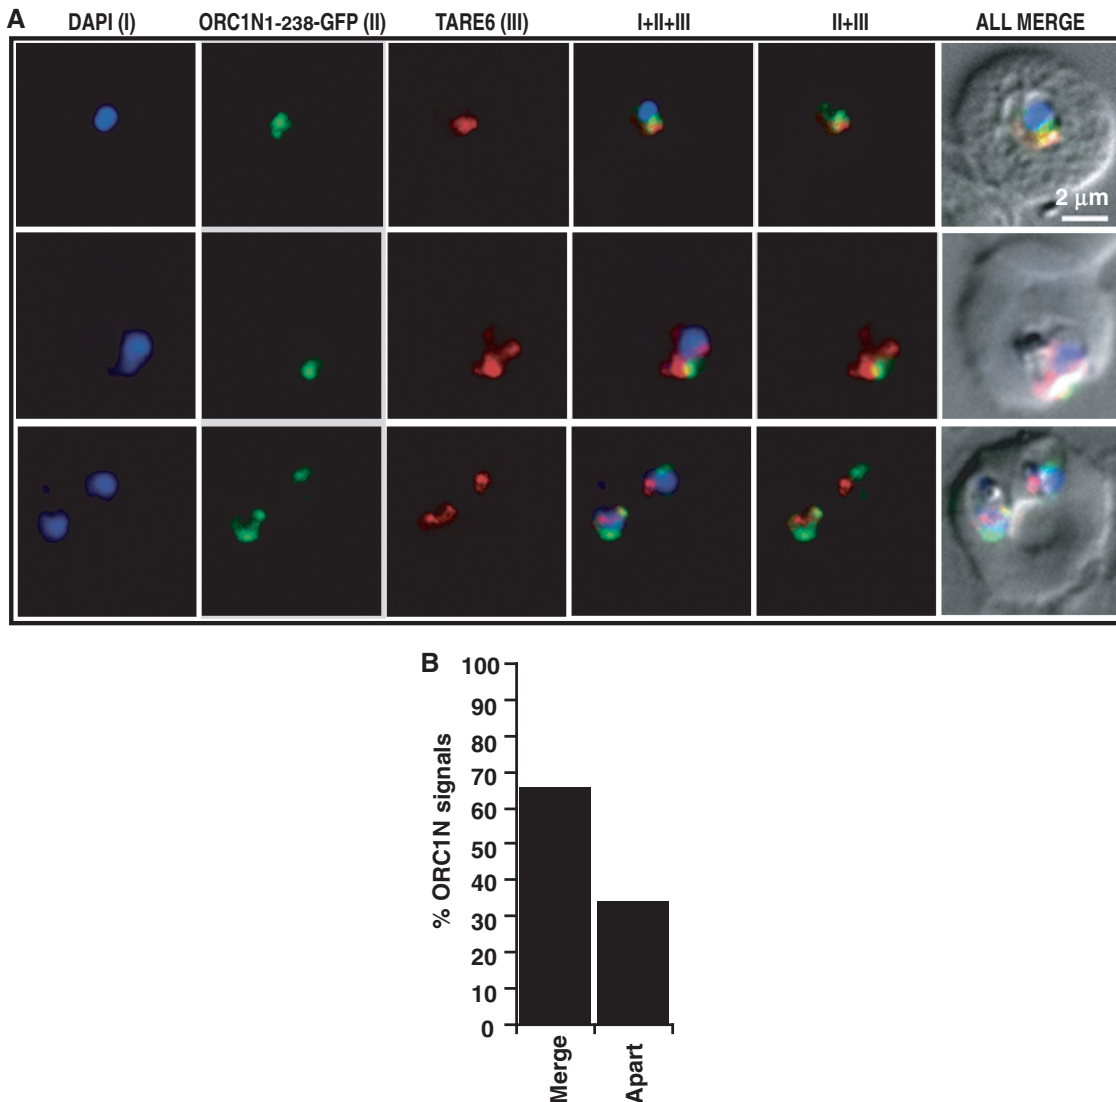 A DAPI (I) ORC1N1-238-GFP (II) TARE6 (III) I+II+III II+III ALL MERGE
2 μm
B
100
90
80
70
60
50
40
30
20
10
0
% ORC1N signals
Merge
Apart